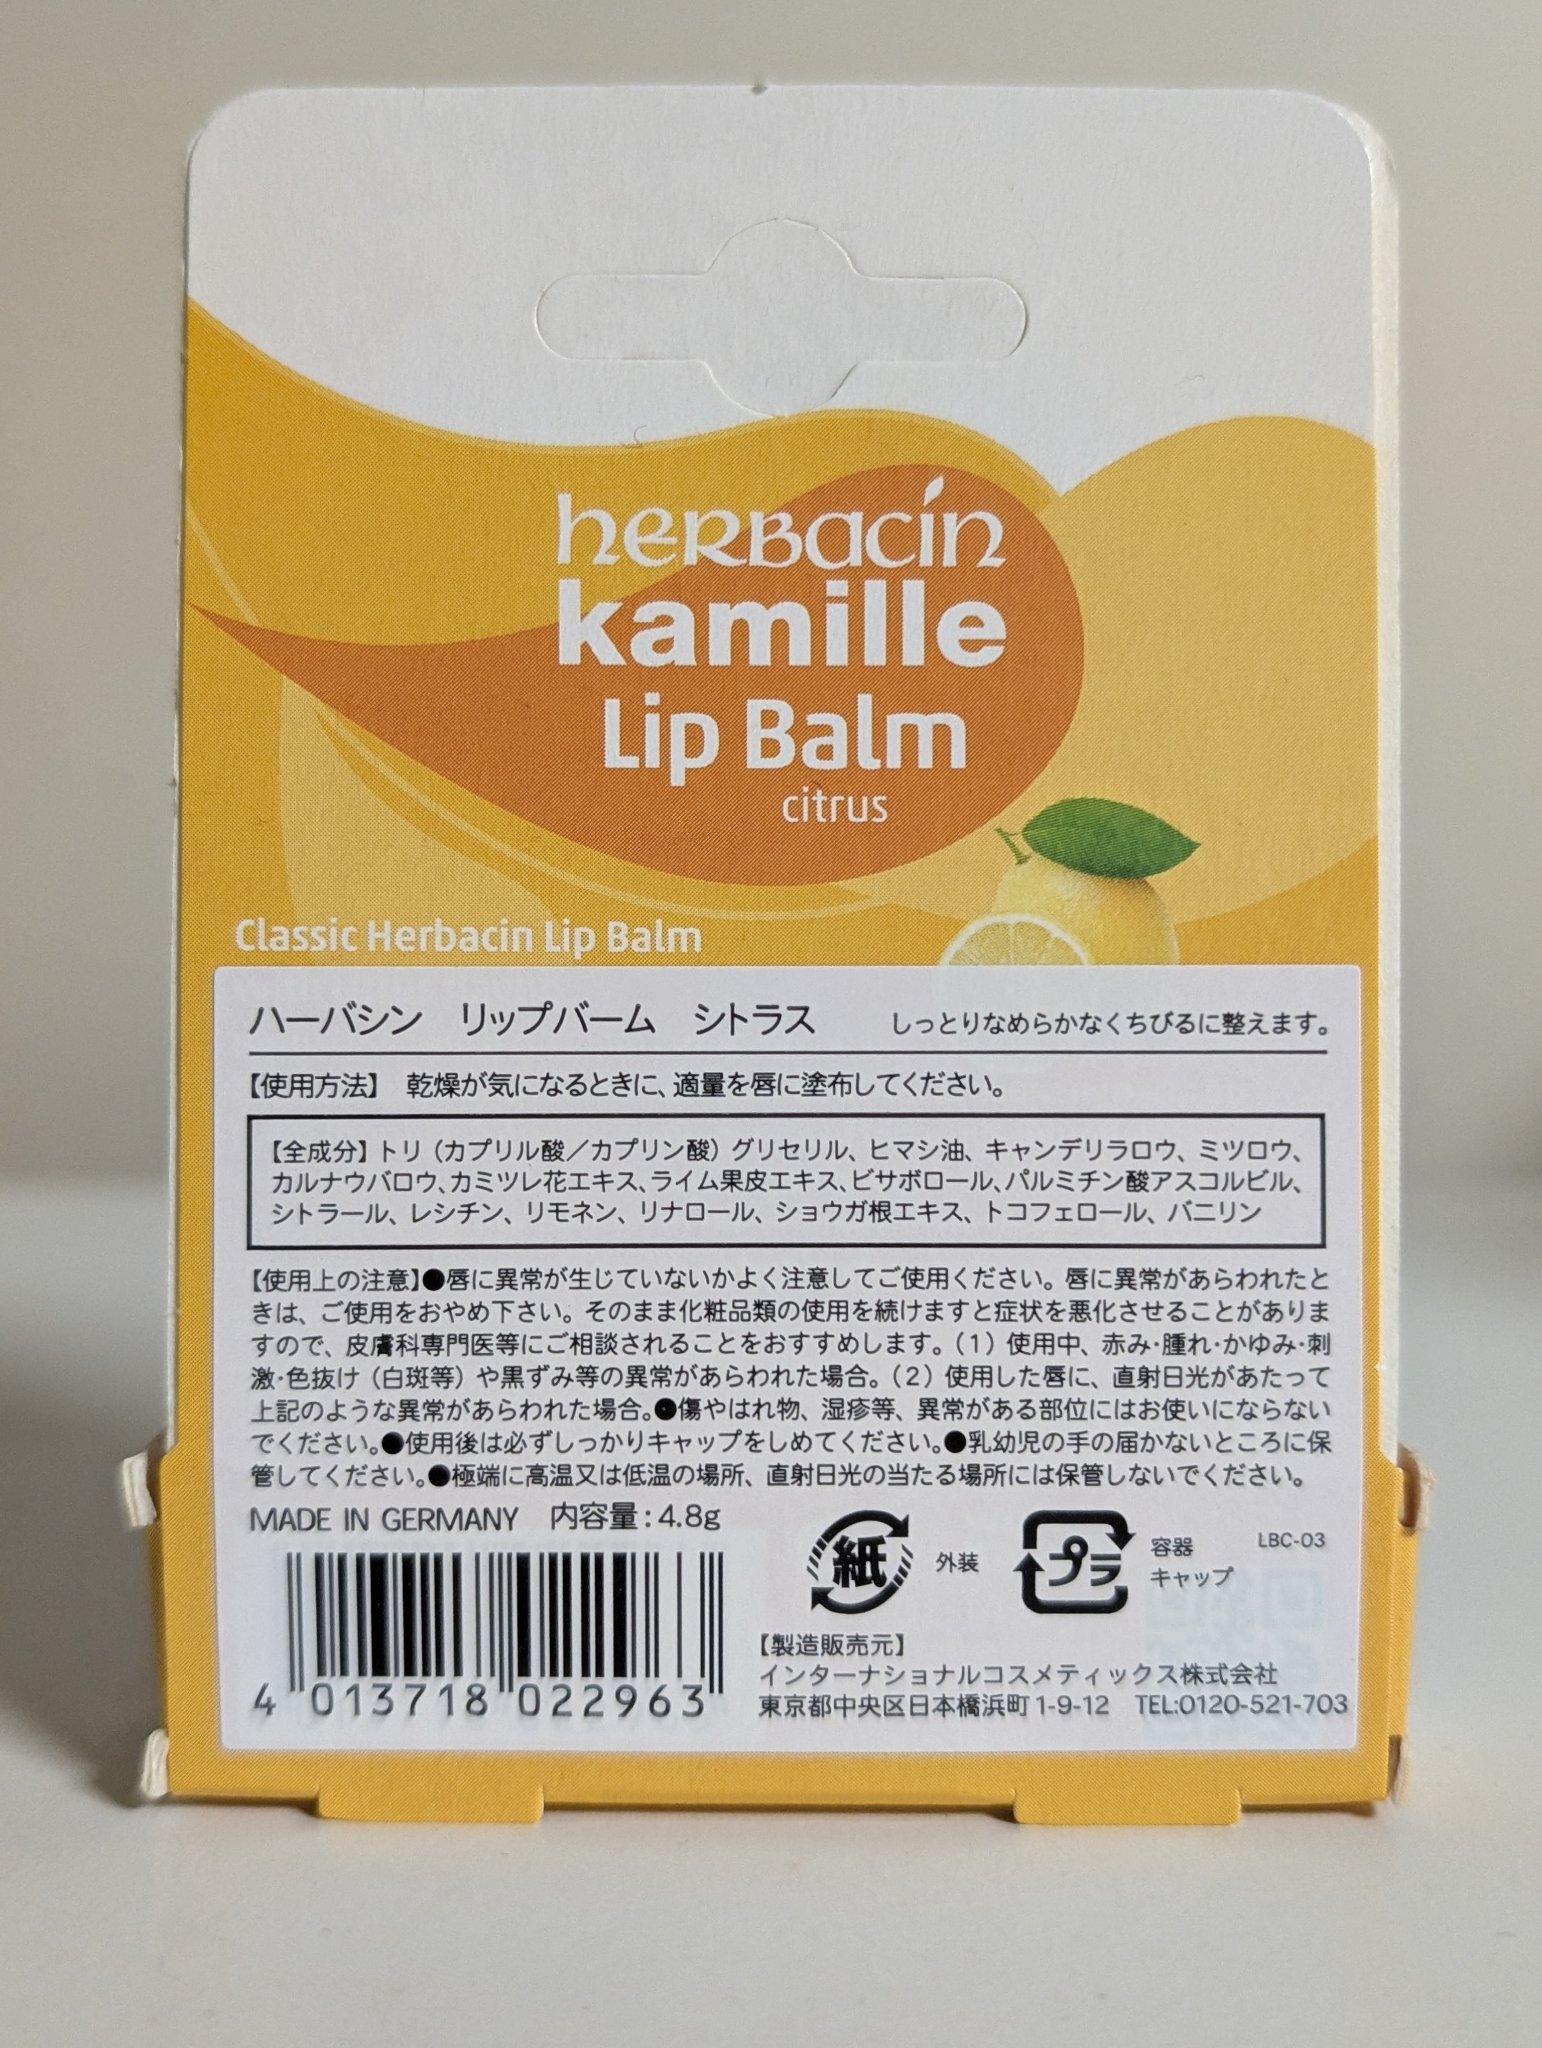 herbacin
kamille
Lip Balm
citrus
Classic Herbacin Lip Balm
ハーバシン　リップバーム　シトラス　しっとりなめらかなくちびるに整えます。
【使用方法】　乾燥が気になるときに、適量を唇に塗布してください。
【全成分】トリ（カプリル酸／カプリン酸）グリセリル、ヒマシ油、キャンデリラロウ、ミツロウ、
カルナウバロウ、カミツレ花エキス、ライム果皮エキス、ビサボロール、パルミチン酸アスコルビル、
シトラール、レシチン、リモネン、リナロール、ショウガ根エキス、トコフェロール、バニリン
【使用上の注意】●唇に異常が生じていないかよく注意してご使用ください。唇に異常があらわれたと
きは、ご使用をおやめ下さい。そのまま化粧品類の使用を続けますと症状を悪化させることがありま
すので、皮膚科専門医等にご相談されることをおすすめします。（1）使用中、赤み・腫れ・かゆみ・刺
激・色抜け（白斑等）や黒ずみ等の異常があらわれた場合。（2）使用した唇に、直射日光があたって
上記のような異常があらわれた場合。●傷やはれ物、湿疹等、異常がある部位にはお使いにならない
でください。●使用後は必ずしっかりキャップをしめてください。●乳幼児の手の届かないところに保
管してください。●極端に高温又は低温の場所、直射日光の当たる場所には保管しないでください。
MADE IN GERMANY　内容量：4.8g
紙 外装
プラ 容器
キャップ
LBC-03
4 013718 022963
【製造販売元】
インターナショナルコスメティックス株式会社
東京都中央区日本橋浜町1-9-12　TEL:0120-521-703